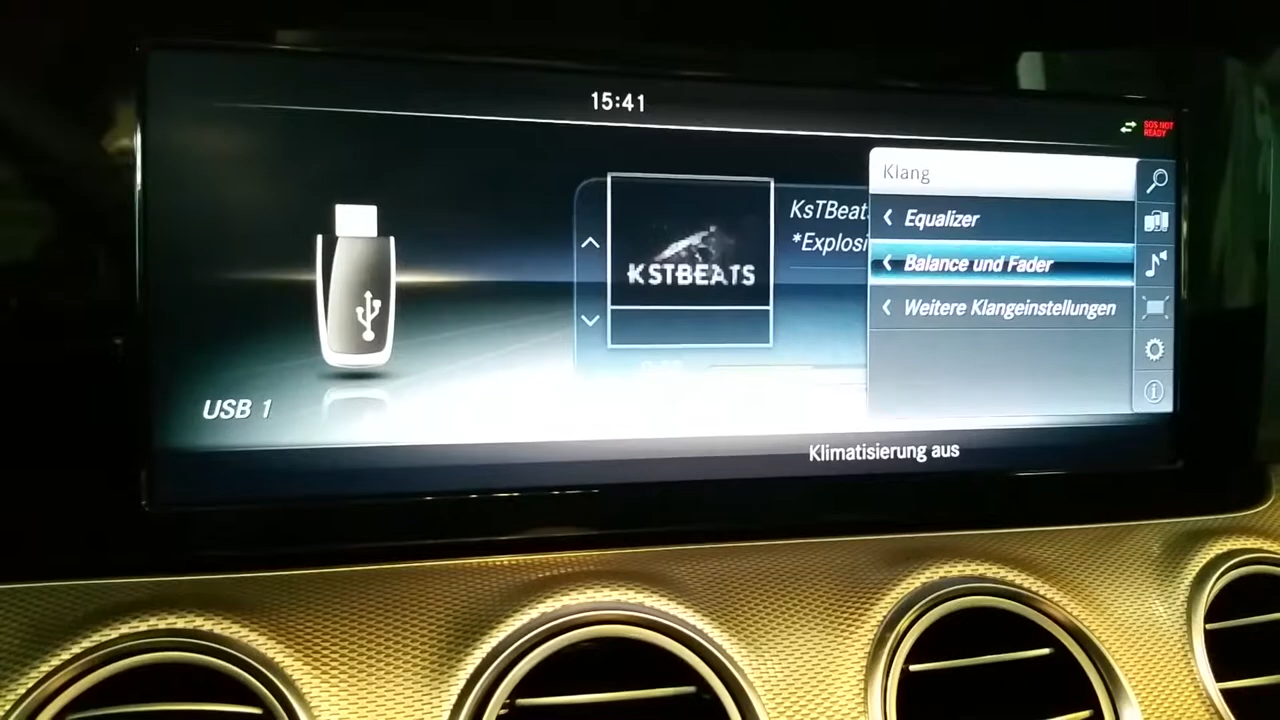 15:41
SOS NOT
READY
Klang
KsTBeat
Equalizer
*Explosi
Balance und Fader
KSTBEATS
Weitere Klangeinstellungen
USB 1
Klimatisierung aus